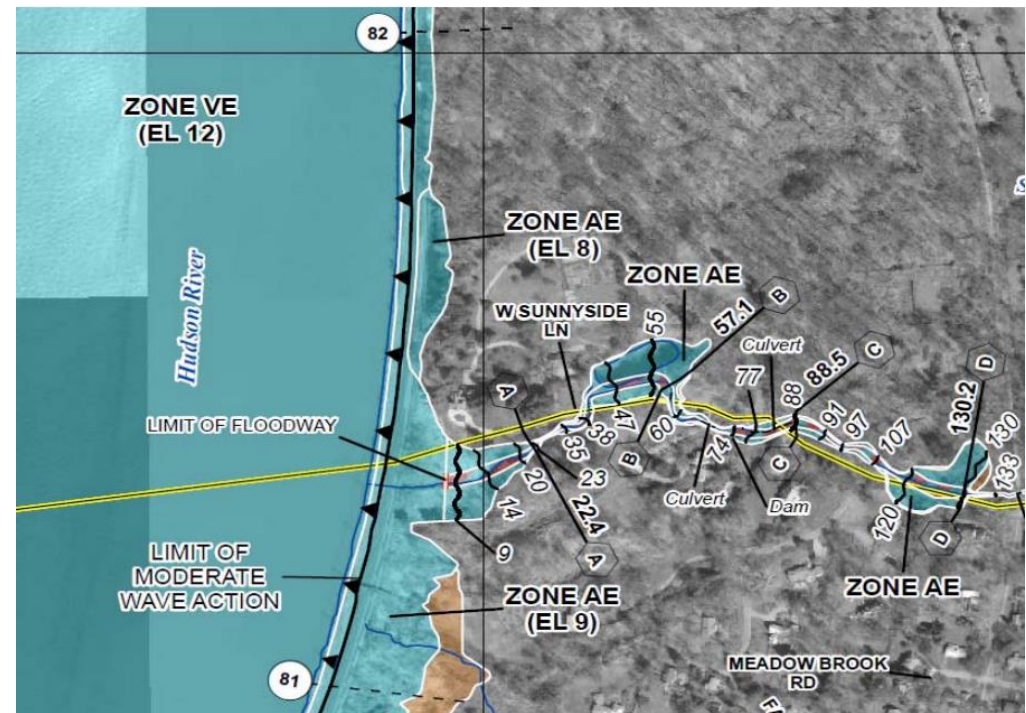 82
ZONE VE
(EL 12)
Hudson River
ZONE AE
(EL 8)
ZONE AE
W SUNNYSIDE
LN
55
57.1
B
Culvert
77
88
88.5
C
LIMIT OF FLOODWAY
A
35
38
47
B
60
74
C
91
97
107
130.2
D
130
133
20
23
22.4
A
14
9
Culvert
Dam
120
D
LIMIT OF
MODERATE
WAVE ACTION
ZONE AE
(EL 9)
ZONE AE
81
MEADOW BROOK
RD